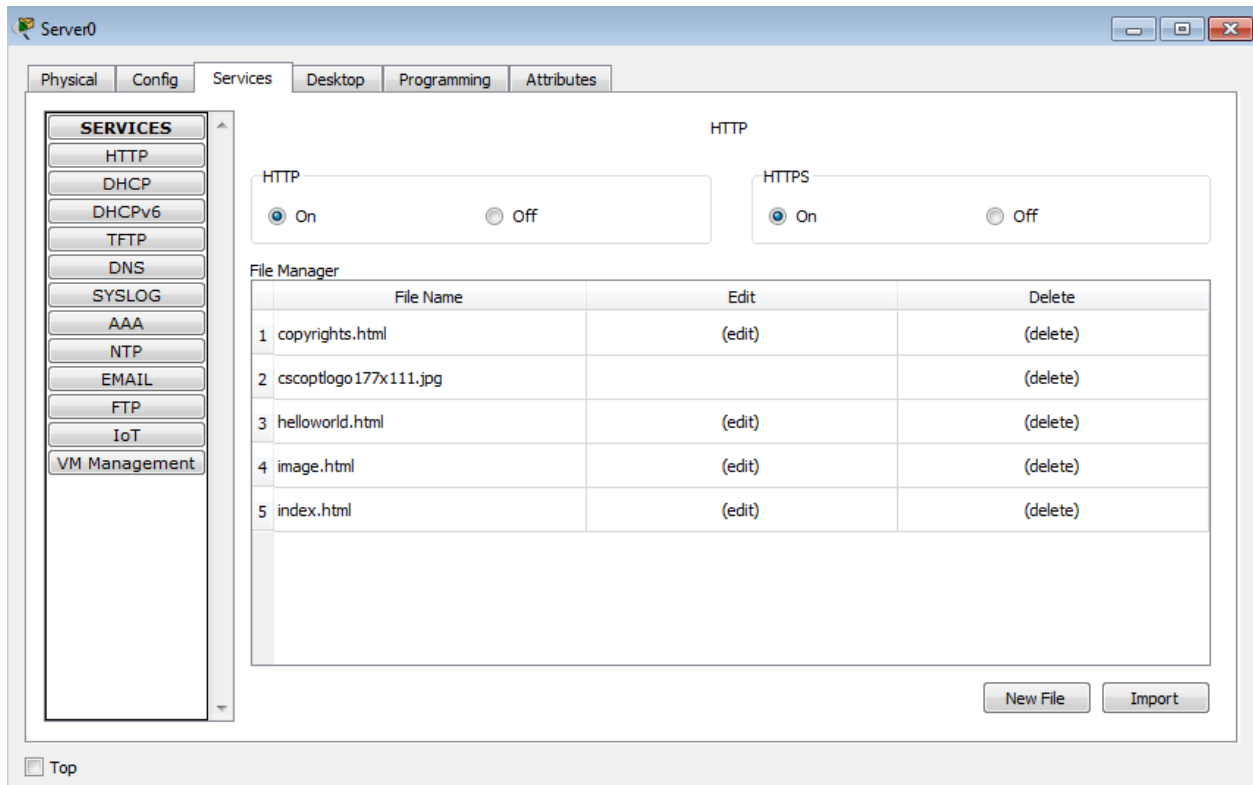 Server0
Physical Config Services Desktop Programming Attributes
SERVICES
HTTP
DHCP
DHCPv6
TFTP
DNS
SYSLOG
AAA
NTP
EMAIL
FTP
IoT
VM Management
HTTP
HTTP
On Off
HTTPS
On Off
File Manager
File Name Edit Delete
1 copyrights.html (edit) (delete)
2 cscoptlogo177x111.jpg (delete)
3 helloworld.html (edit) (delete)
4 image.html (edit) (delete)
5 index.html (edit) (delete)
New File Import
Top